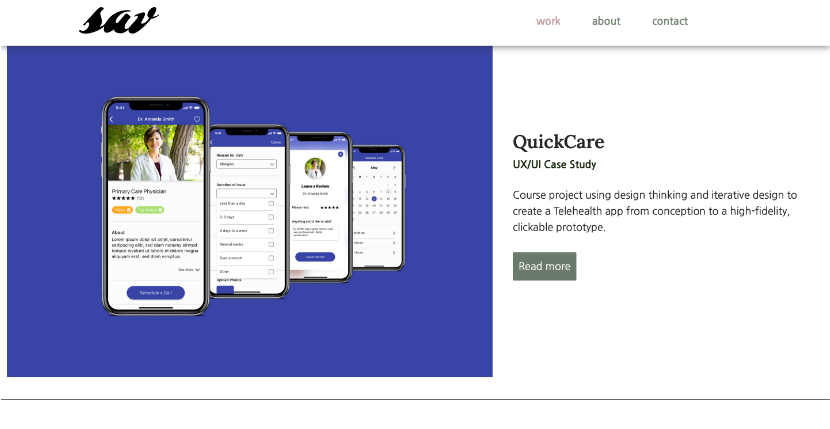 sav
work
about
contact
QuickCare
UX/UI Case Study
Course project using design thinking and iterative design to
create a Telehealth app from conception to a high-fidelity,
clickable prototype.
Read more
9:41
Dr. Amanda Smith
Primary Care Physician
★★★★★
About
Lorem ipsum dolor sit amet, consetetur
sadipscing elitr, sed diam nonumy eirmod
tempor invidunt ut labore et dolore magna
aliquyam erat, sed diam voluptua.
See More
Schedule a Call
Cancel
Reason for visit
Allergies
Duration of Issue
Less than a day
2-3 days
4 days to a week
Several weeks
Over a month
Other
Upload Photos
Leave a Review
Dr. Amanda Smith
Please rate
★★★★★
Anything you'd like to add?
May